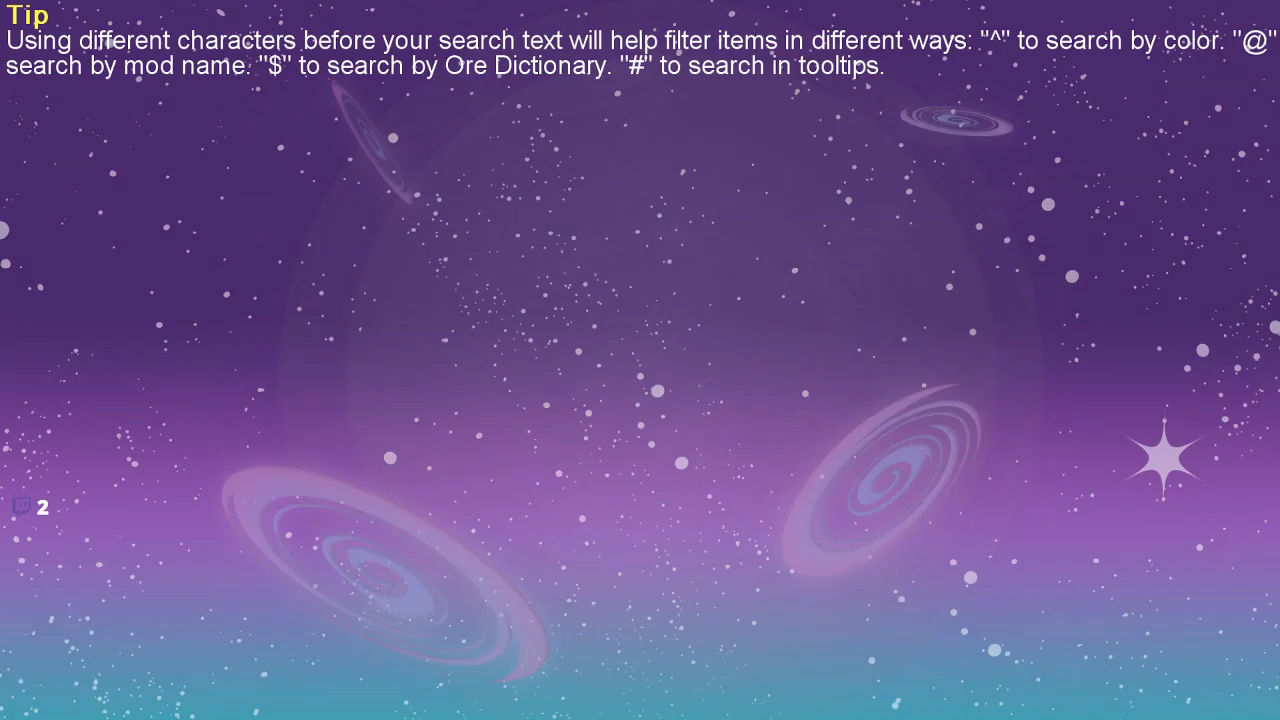 Tip
Using different characters before your search text will help filter items in different ways: "^" to search by color. "@"
search by mod name. "$" to search by Ore Dictionary. "#" to search in tooltips.
2